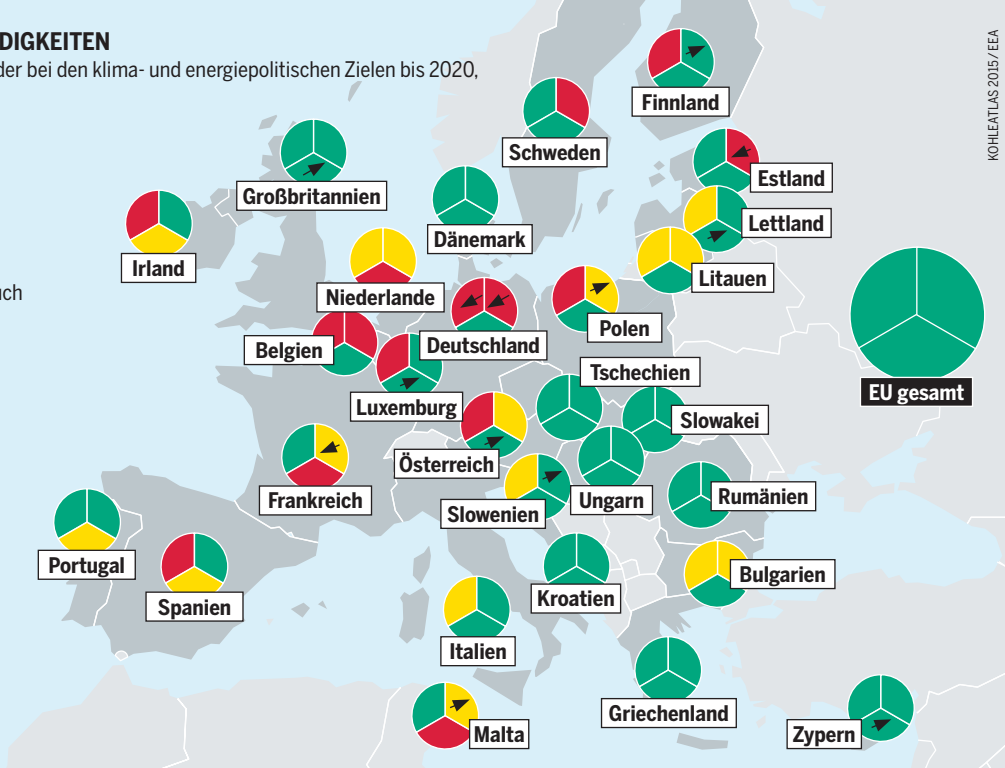 DIGKEITEN
der bei den klima- und energiepolitischen Zielen bis 2020,
KOHLEATLAS 2015 / EEA
Finnland
Schweden
Estland
Großbritannien
Lettland
Dänemark
Irland
Litauen
uch
Niederlande
Polen
Deutschland
Belgien
Tschechien
EU gesamt
Luxemburg
Slowakei
Österreich
Frankreich
Ungarn
Rumänien
Slowenien
Portugal
Bulgarien
Spanien
Kroatien
Italien
Griechenland
Malta
Zypern